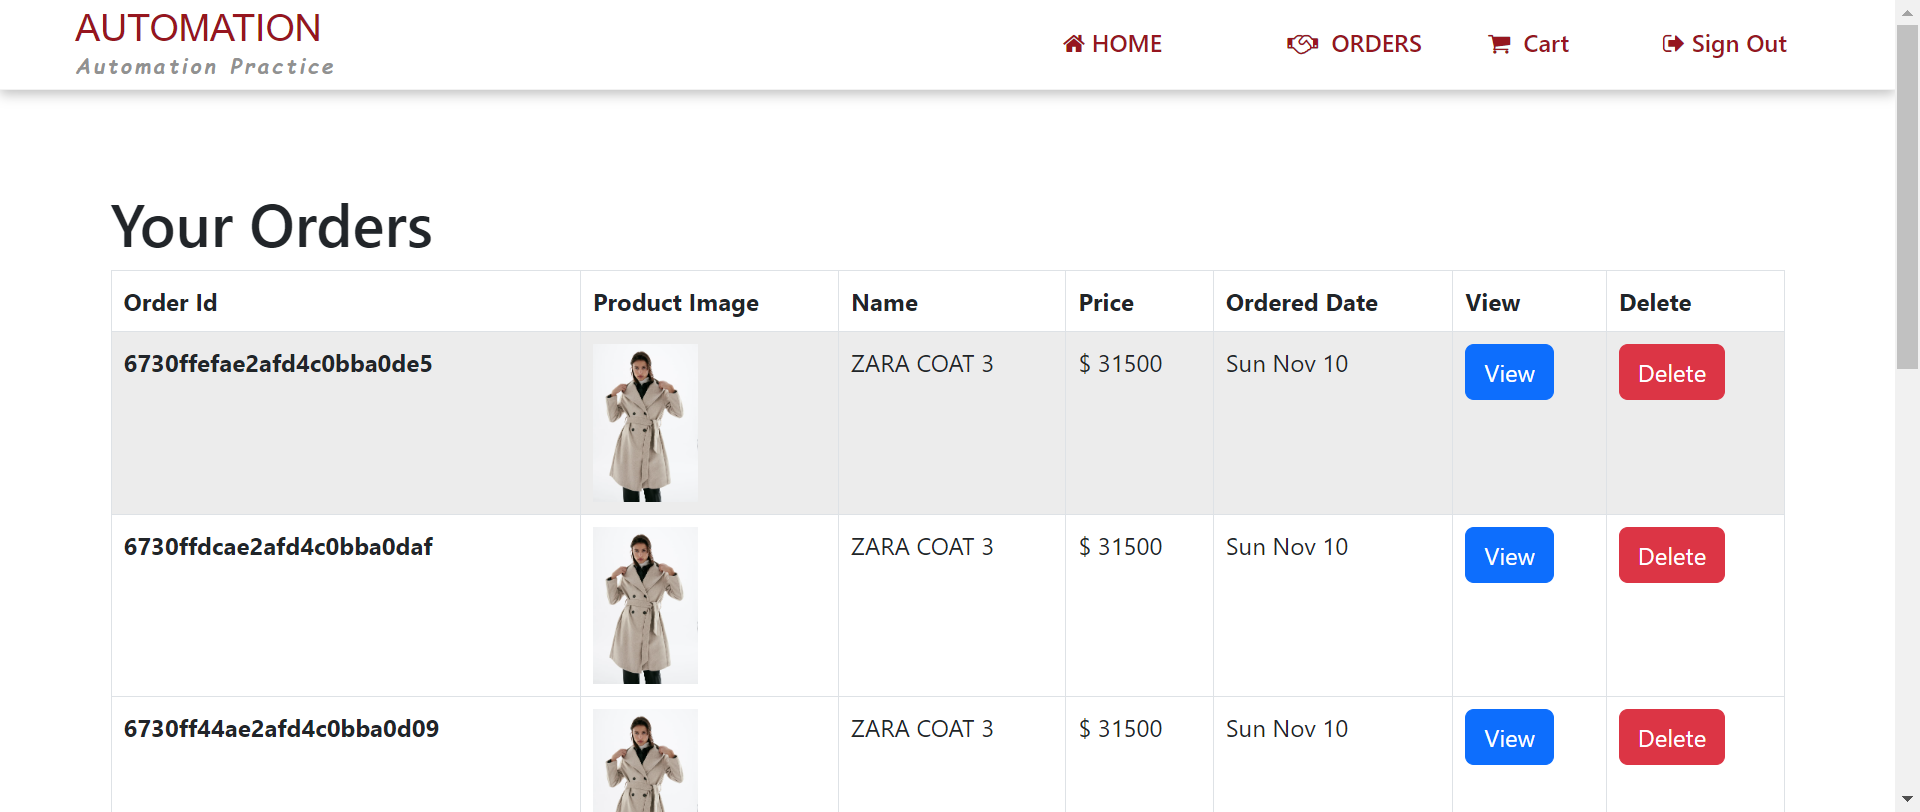 AUTOMATION
Automation Practice
HOME ORDERS Cart Sign Out
Your Orders
Order Id Product Image Name Price Ordered Date View Delete
6730ffefae2afd4c0bba0de5 ZARA COAT 3 $ 31500 Sun Nov 10 View Delete
6730ffdcae2afd4c0bba0daf ZARA COAT 3 $ 31500 Sun Nov 10 View Delete
6730ff44ae2afd4c0bba0d09 ZARA COAT 3 $ 31500 Sun Nov 10 View Delete